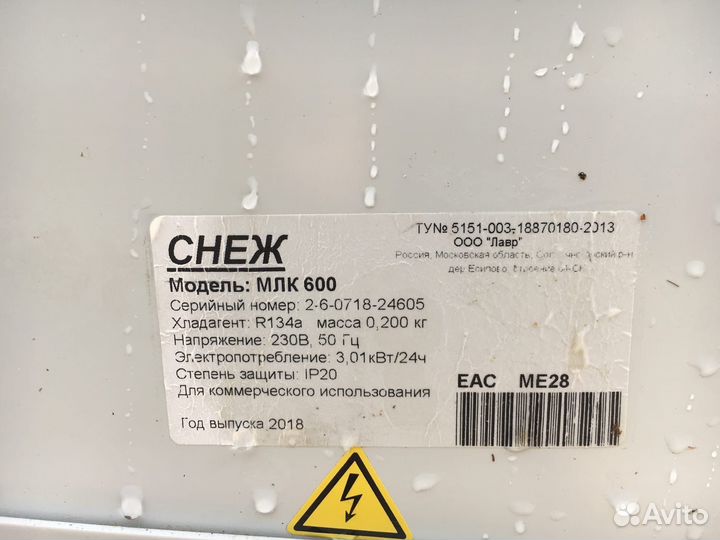 СНЕЖ
Модель: МЛК 600
Серийный номер: 2-6-0718-24605
Хладагент: R134a масса 0,200 кг
Напряжение: 230В, 50 Гц
Электропотребление: 3,01кВт/24ч
Степень защиты: IP20
Для коммерческого использования
Год выпуска 2018
ТУ№ 5151-003-18870180-2013
ООО "Лавр"
Россия, Московская область, р-н
дер Есипово,
EAC ME28
Avito